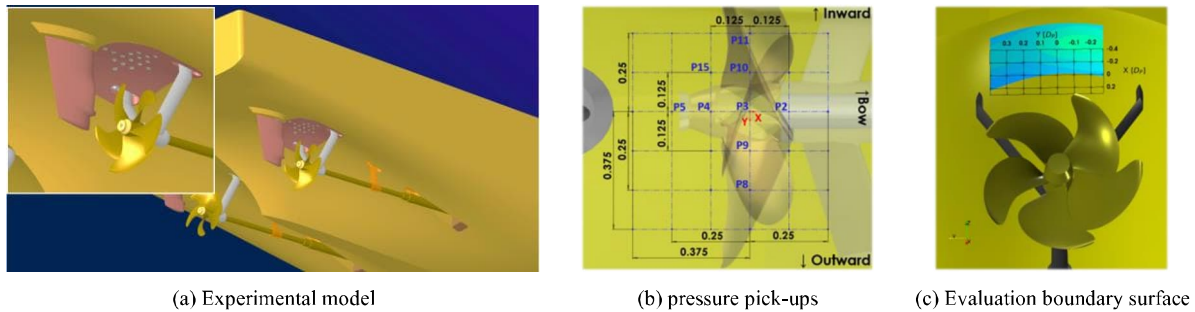 0.125 0.125
↑ Inward
P11
P15 P10
0.25
0.125
P5 P4 P3 P2
Y X
↑Bow
0.125
P9
0.25
0.375
P8
0.25 0.25
0.375
↓ Outward
Y [Dₚ]
0.3 0.2 0.1 0 -0.1 -0.2
-0.4
-0.2
X [Dₚ]
0
0.2
(a) Experimental model
(b) pressure pick-ups
(c) Evaluation boundary surface